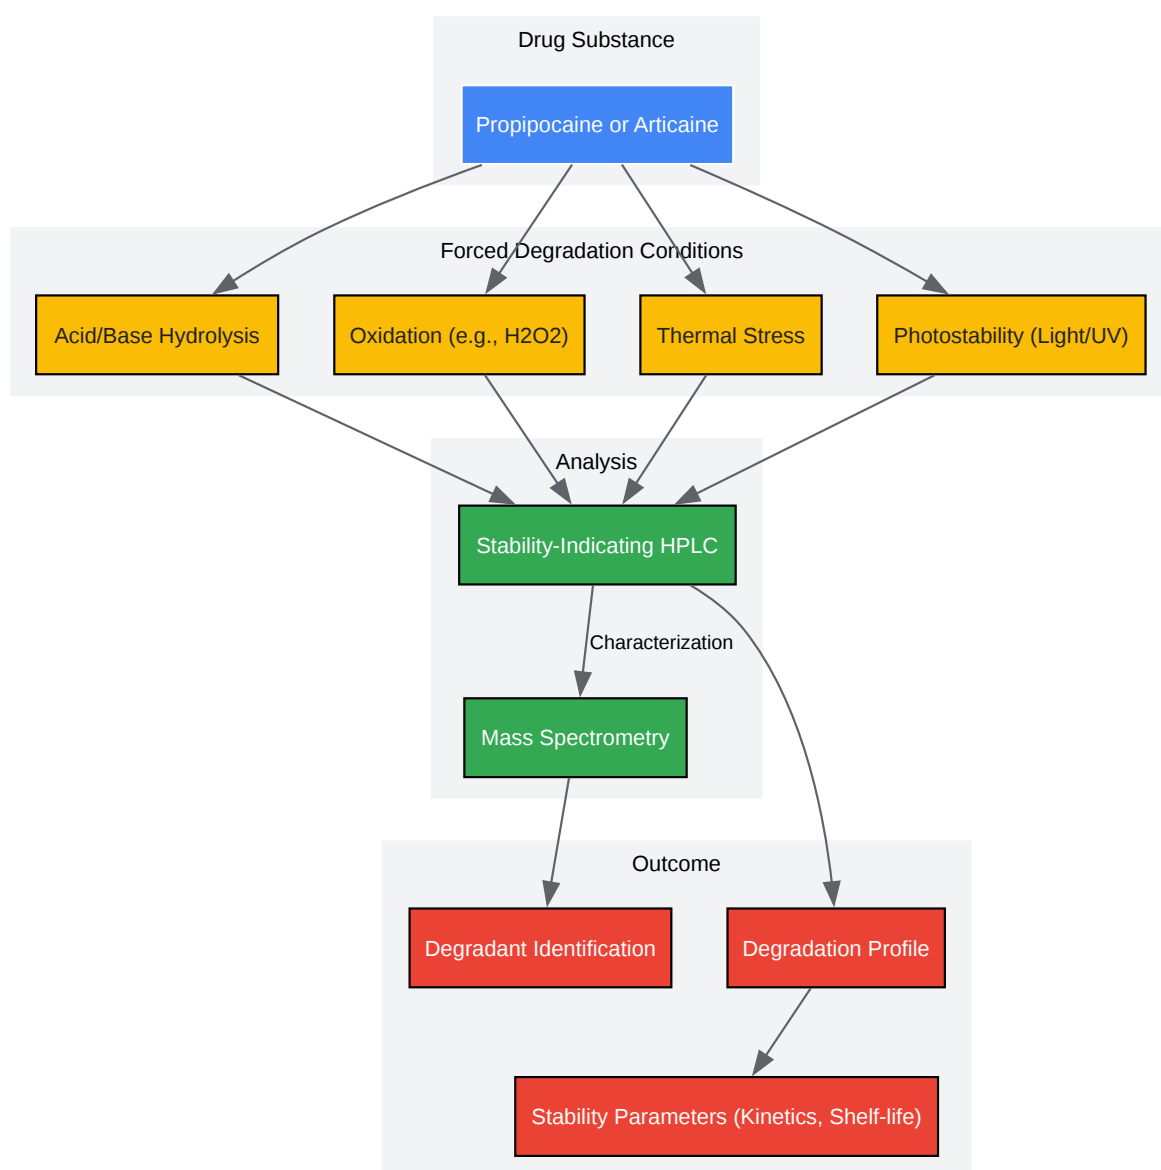 Drug Substance
Propipocaine or Articaine
Forced Degradation Conditions
Acid/Base Hydrolysis
Oxidation (e.g., H2O2)
Thermal Stress
Photostability (Light/UV)
Analysis
Stability-Indicating HPLC
Characterization
Mass Spectrometry
Outcome
Degradant Identification
Degradation Profile
Stability Parameters (Kinetics, Shelf-life)